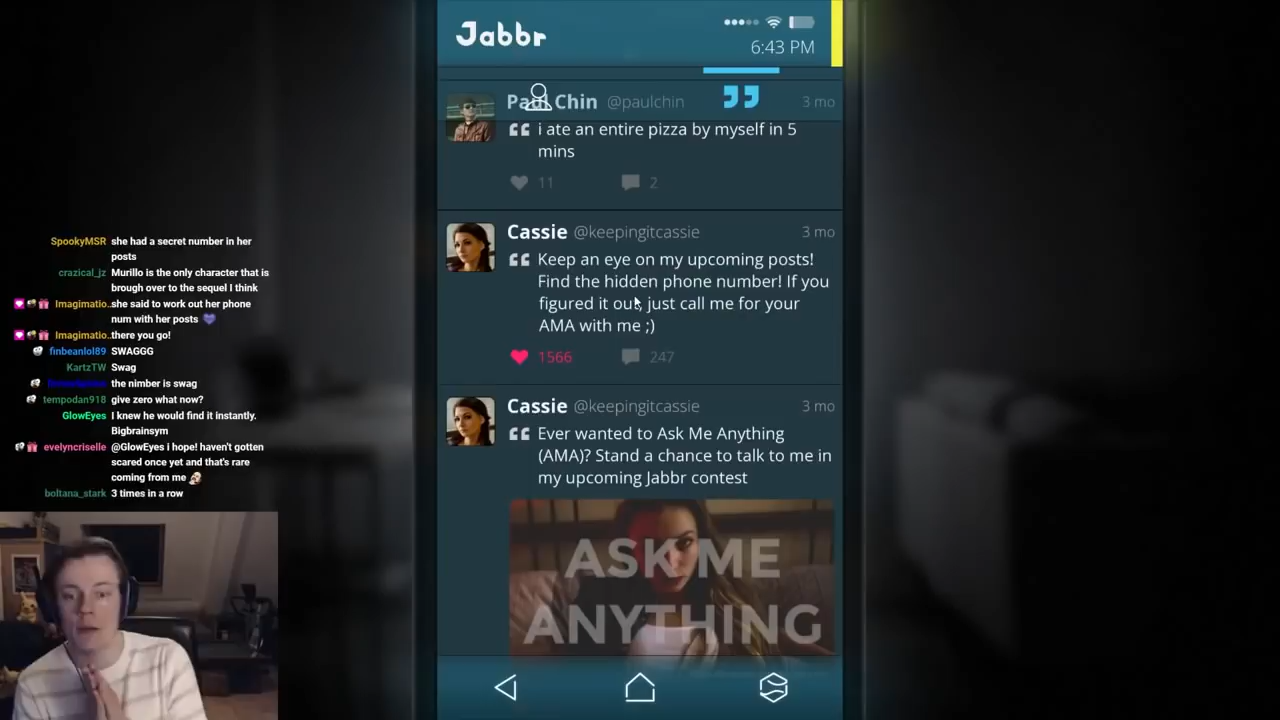 Jabbr
6:43 PM
Paul Chin @paulchin 3 mo
i ate an entire pizza by myself in 5
mins
11 2
Cassie @keepingitcassie 3 mo
Keep an eye on my upcoming posts!
Find the hidden phone number! If you
figured it out, just call me for your
AMA with me ;)
1566 247
Cassie @keepingitcassie 3 mo
Ever wanted to Ask Me Anything
(AMA)? Stand a chance to talk to me in
my upcoming Jabbr contest
ASK ME
ANYTHING
SpookyMSR she had a secret number in her
posts
crazical_jz Murillo is the only character that is
brough over to the sequel I think
Imaginatio.. she said to work out her phone
num with her posts 💜
Imaginatio.. there you go!
finbeanlol89 SWAGGG
KartzTW Swag
the nimber is swag
tempodan918 give zero what now?
GlowEyes I knew he would find it instantly.
Bigbrainsym
evelyncriselle @GlowEyes i hope! haven't gotten
scared once yet and that's rare
coming from me
boltana_stark 3 times in a row